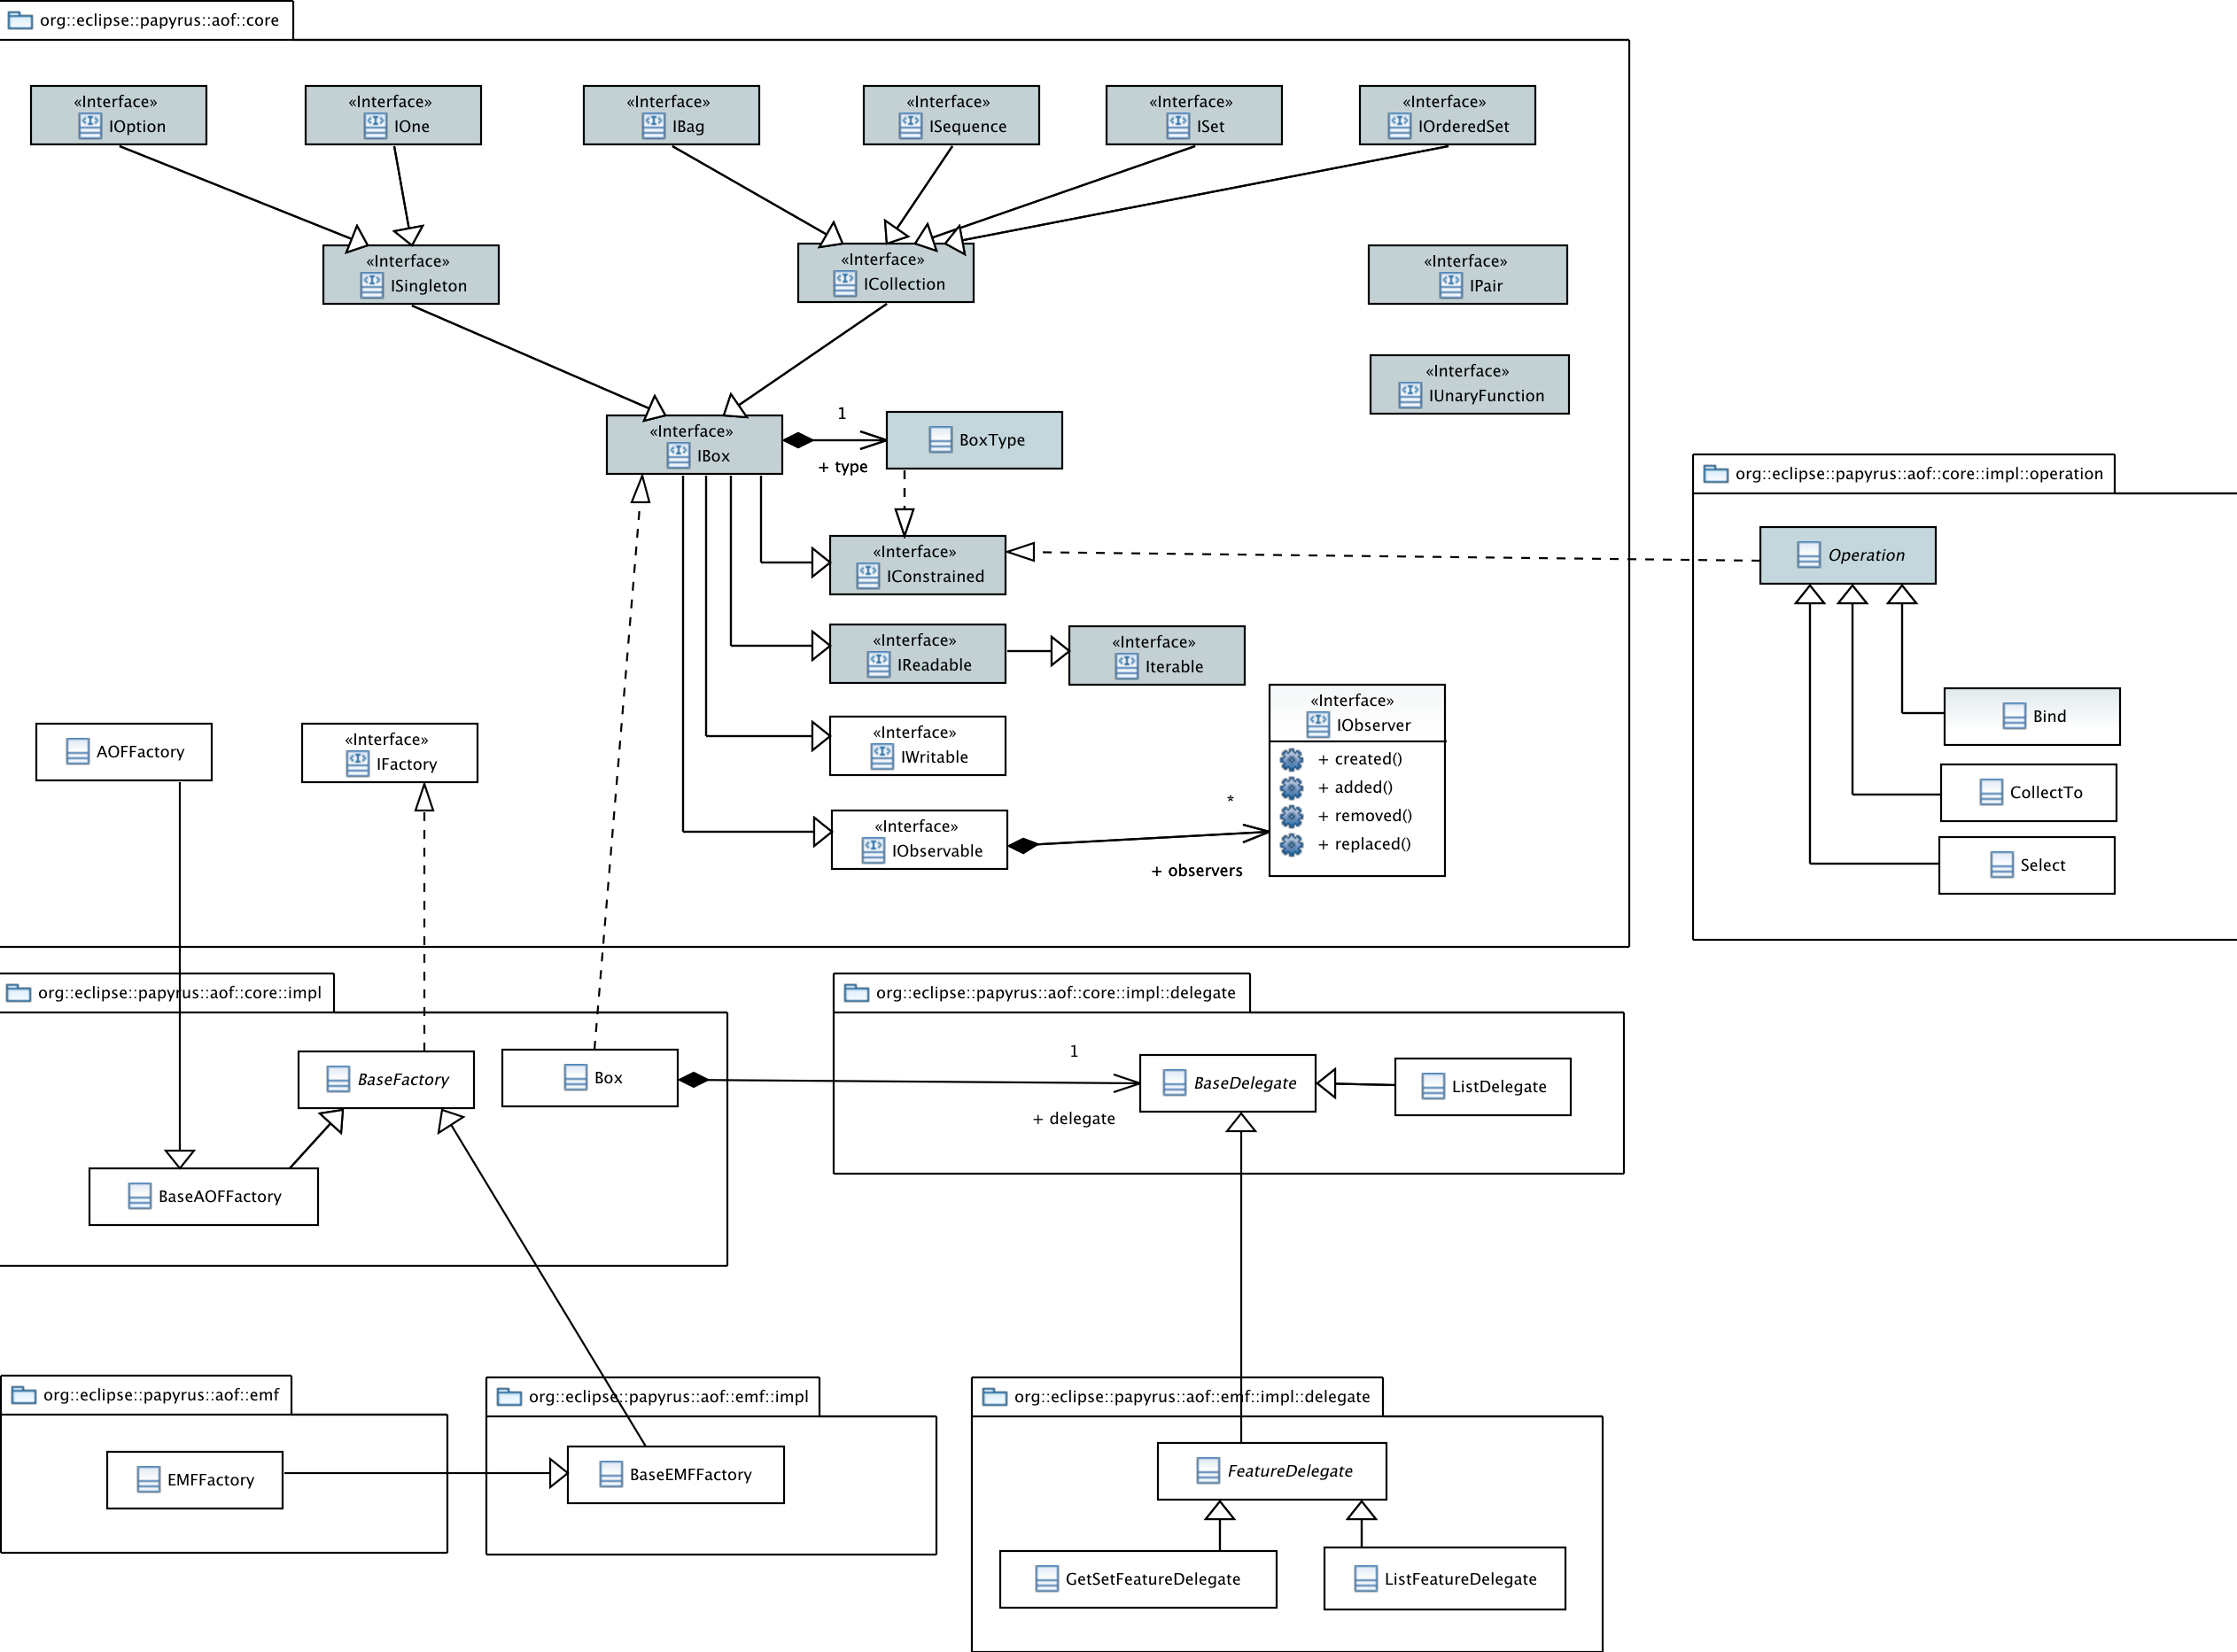 org::eclipse::papyrus::aof::core
«Interface»
IOption
«Interface»
IOne
«Interface»
IBag
«Interface»
ISequence
«Interface»
ISet
«Interface»
IOrderedSet
«Interface»
ISingleton
«Interface»
ICollection
«Interface»
IPair
«Interface»
IUnaryFunction
«Interface»
IBox
1
+ type
BoxType
«Interface»
IConstrained
«Interface»
IReadable
«Interface»
Iterable
«Interface»
IWritable
«Interface»
IObservable
*
+ observers
«Interface»
IObserver
+ created()
+ added()
+ removed()
+ replaced()
AOFFactory
«Interface»
IFactory
org::eclipse::papyrus::aof::core::impl::operation
Operation
Bind
CollectTo
Select
org::eclipse::papyrus::aof::core::impl
BaseFactory
Box
BaseAOFFactory
org::eclipse::papyrus::aof::core::impl::delegate
1
+ delegate
BaseDelegate
ListDelegate
org::eclipse::papyrus::aof::emf
EMFFactory
org::eclipse::papyrus::aof::emf::impl
BaseEMFFactory
org::eclipse::papyrus::aof::emf::impl::delegate
FeatureDelegate
GetSetFeatureDelegate
ListFeatureDelegate